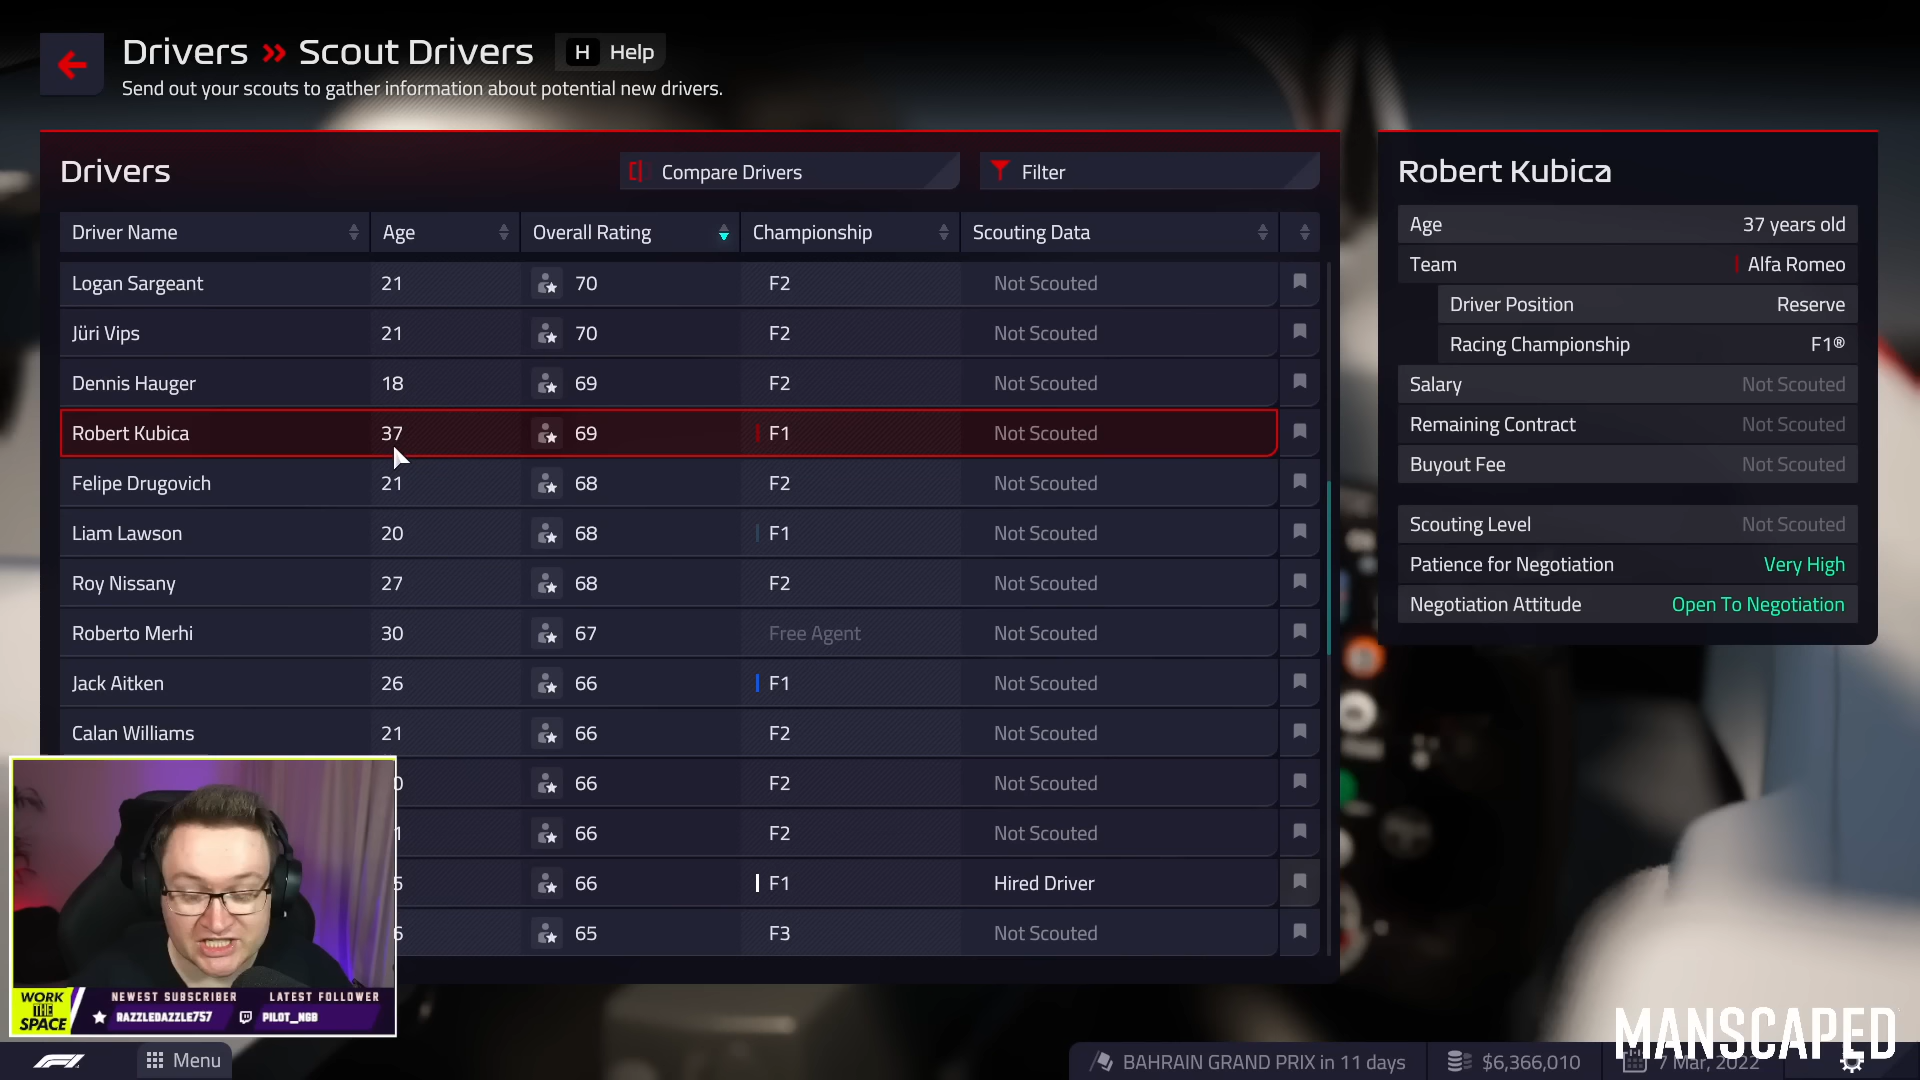 Drivers » Scout Drivers H Help
Send out your scouts to gather information about potential new drivers.
Drivers
Compare Drivers
Filter
Driver Name Age Overall Rating Championship Scouting Data
Logan Sargeant 21 70 F2 Not Scouted
Jüri Vips 21 70 F2 Not Scouted
Dennis Hauger 18 69 F2 Not Scouted
Robert Kubica 37 69 F1 Not Scouted
Felipe Drugovich 21 68 F2 Not Scouted
Liam Lawson 20 68 F1 Not Scouted
Roy Nissany 27 68 F2 Not Scouted
Roberto Merhi 30 67 Free Agent Not Scouted
Jack Aitken 26 66 F1 Not Scouted
Calan Williams 21 66 F2 Not Scouted
66 F2 Not Scouted
66 F2 Not Scouted
66 F1 Hired Driver
65 F3 Not Scouted
Robert Kubica
Age 37 years old
Team Alfa Romeo
Driver Position Reserve
Racing Championship F1®
Salary Not Scouted
Remaining Contract Not Scouted
Buyout Fee Not Scouted
Scouting Level Not Scouted
Patience for Negotiation Very High
Negotiation Attitude Open To Negotiation
WORK
THE
SPACE
NEWEST SUBSCRIBER
RAZZLEDAZZLE757
LATEST FOLLOWER
PILOT_NGB
F1
Menu
BAHRAIN GRAND PRIX in 11 days
$6,366,010
7 Mar, 2022
MANSCAPED